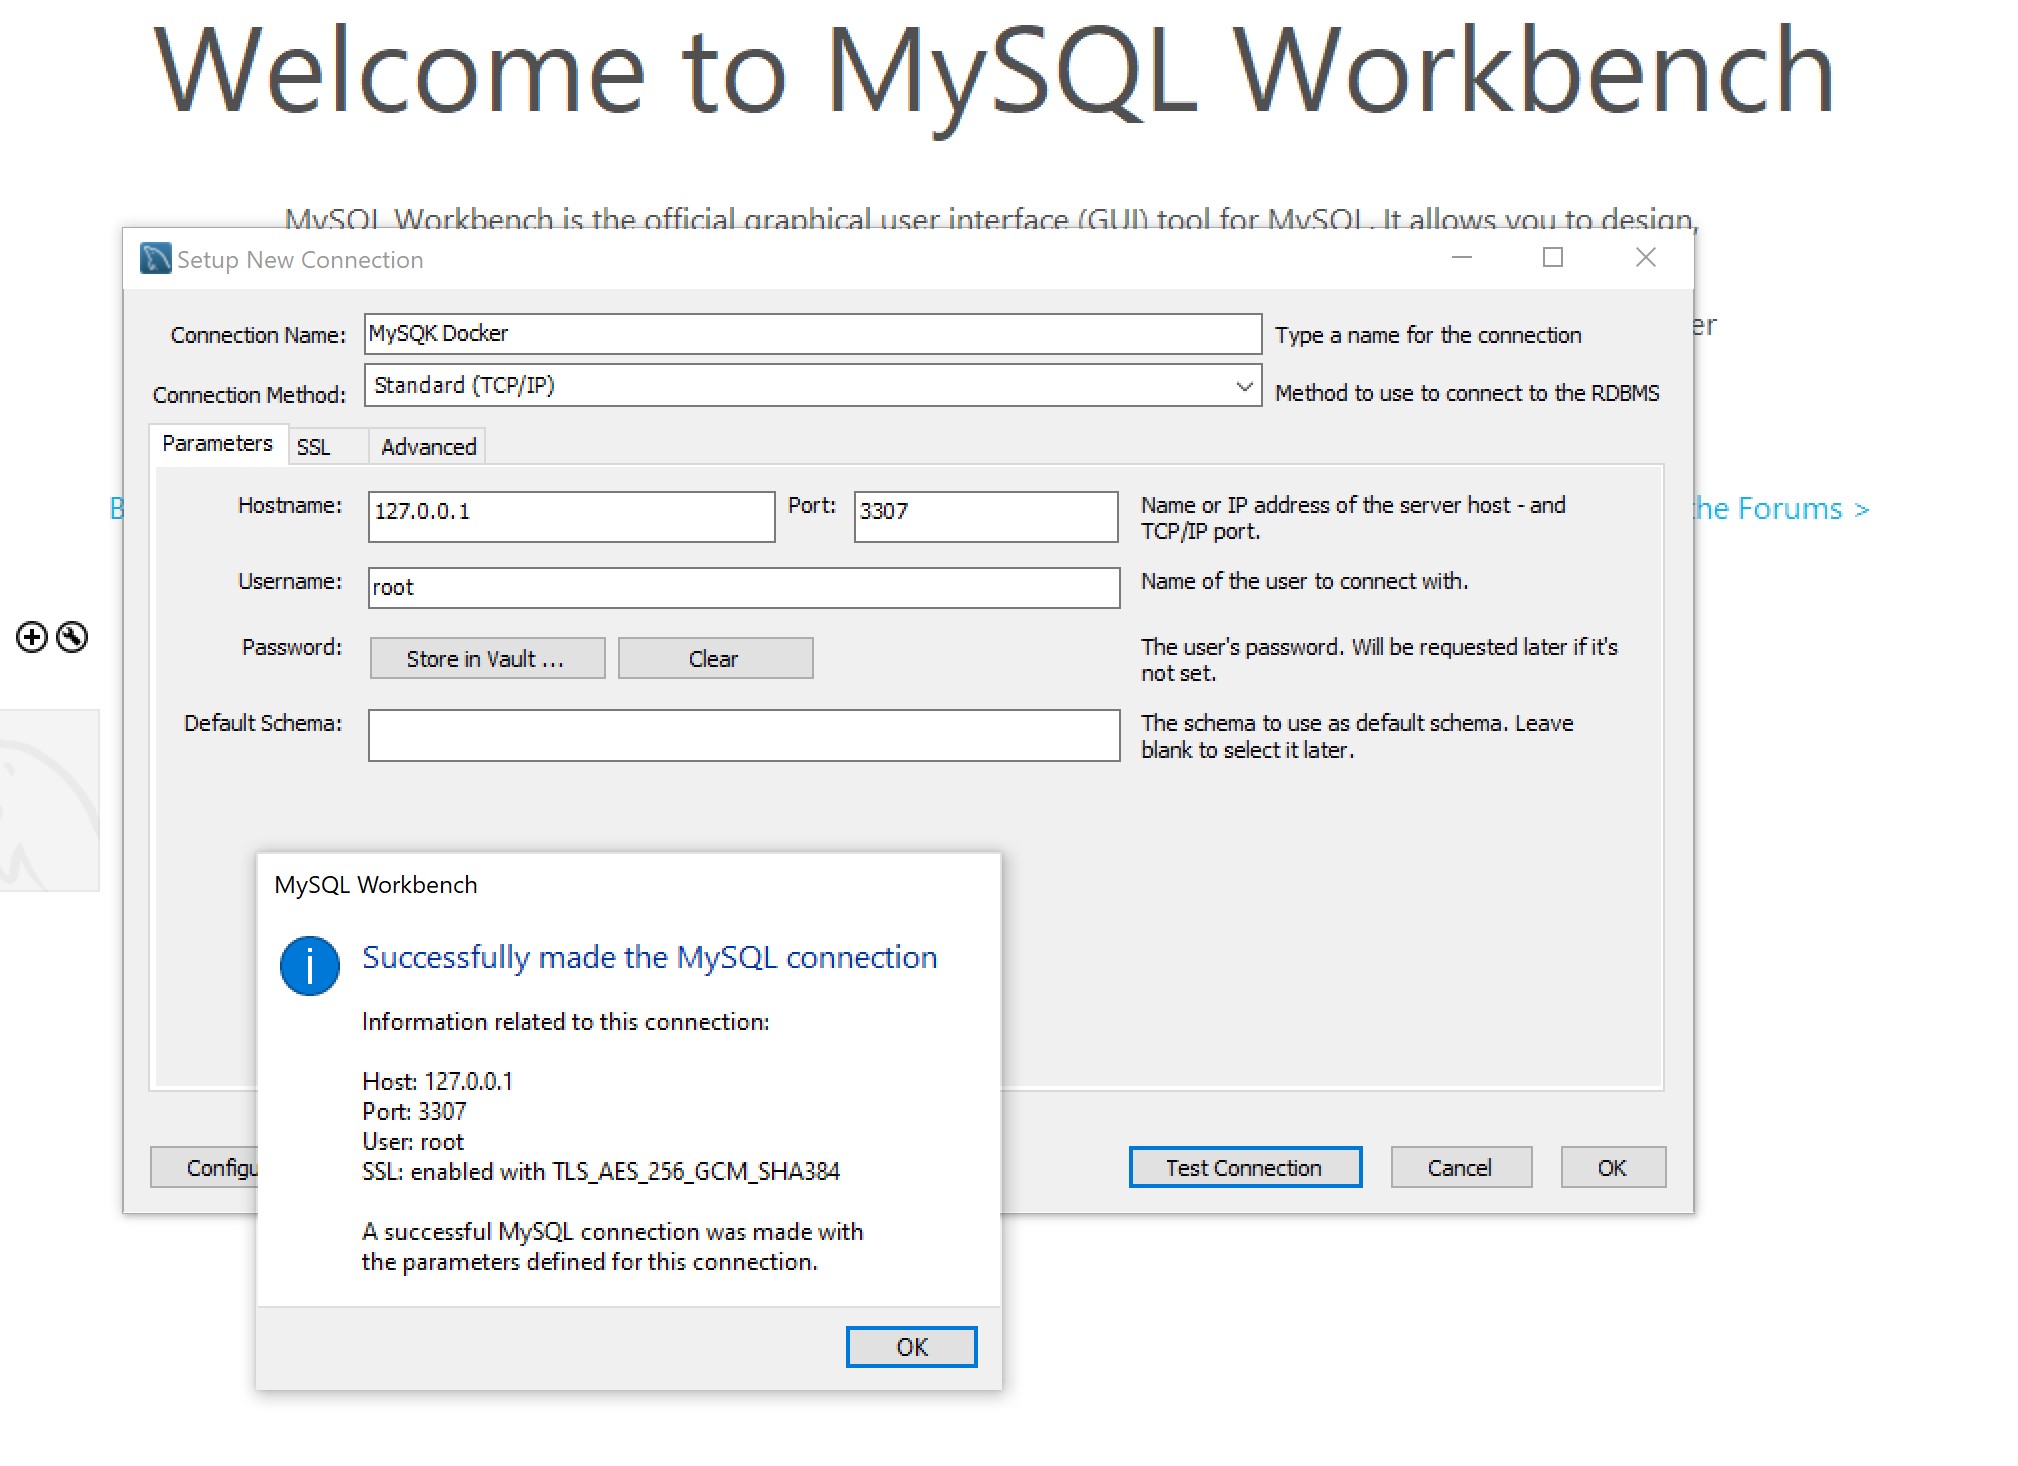 Welcome to MySQL Workbench
MySQL Workbench is the official graphical user interface (GUI) tool for MySQL. It allows you to design,
Setup New Connection
Connection Name: MySQK Docker Type a name for the connection
er
Connection Method: Standard (TCP/IP) Method to use to connect to the RDBMS
Parameters SSL Advanced
Hostname: 127.0.0.1 Port: 3307 Name or IP address of the server host - and
TCP/IP port.
B
the Forums >
Username: root Name of the user to connect with.
Password: Store in Vault ... Clear The user's password. Will be requested later if it's
not set.
Default Schema: The schema to use as default schema. Leave
blank to select it later.
MySQL Workbench
Successfully made the MySQL connection
Information related to this connection:
Host: 127.0.0.1
Port: 3307
User: root
SSL: enabled with TLS_AES_256_GCM_SHA384
A successful MySQL connection was made with
the parameters defined for this connection.
OK
Configu Test Connection Cancel OK